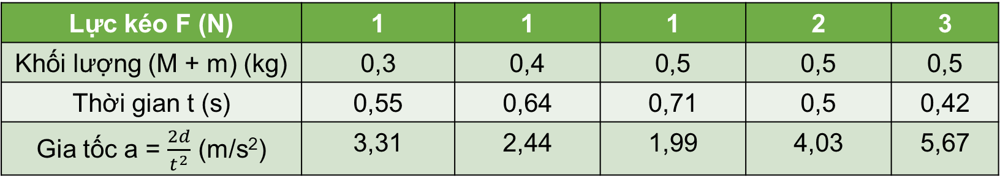 Lực kéo F (N) 1 1 1 2 3
Khối lượng (M + m) (kg) 0,3 0,4 0,5 0,5 0,5
Thời gian t (s) 0,55 0,64 0,71 0,5 0,42
Gia tốc a = 2d/t² (m/s²) 3,31 2,44 1,99 4,03 5,67